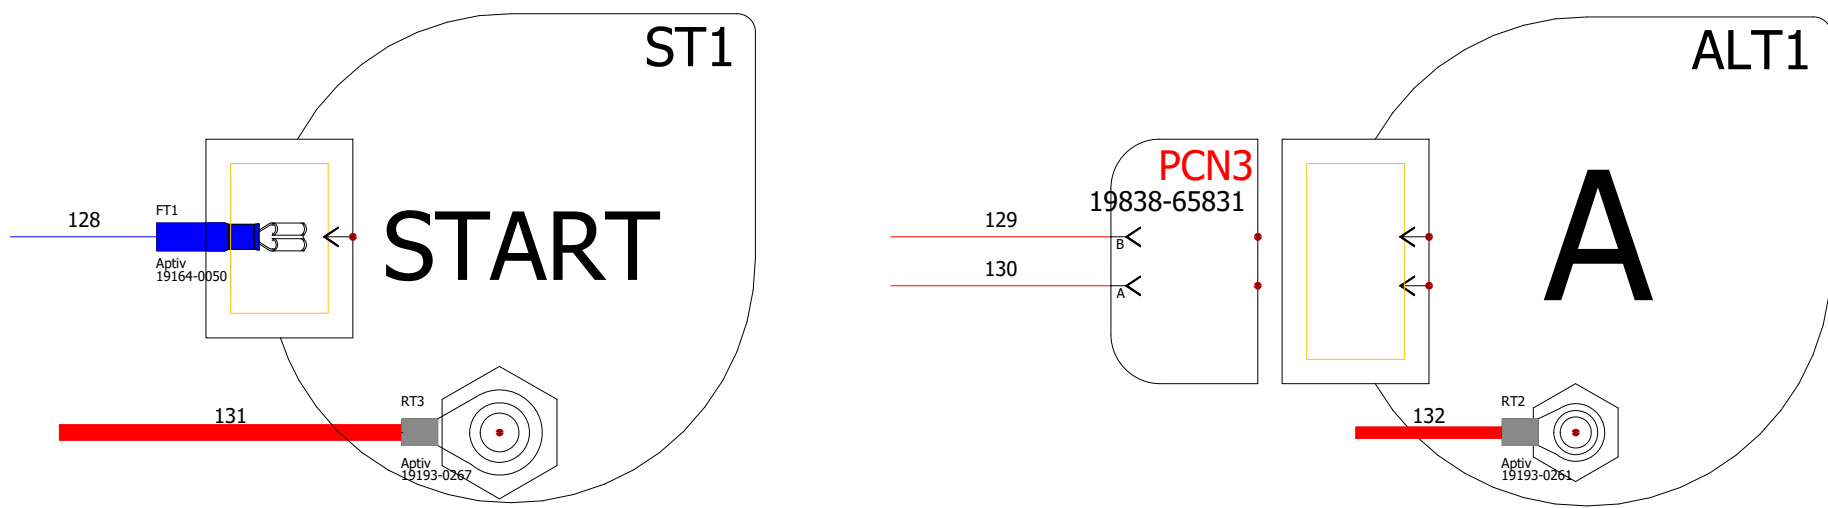 ST1
128
FT1
Aptiv
19164-0050
START
131
RT3
Aptiv
19193-0267
ALT1
PCN3
19838-65831
129
B
130
A
A
132
RT2
Aptiv
19193-0261